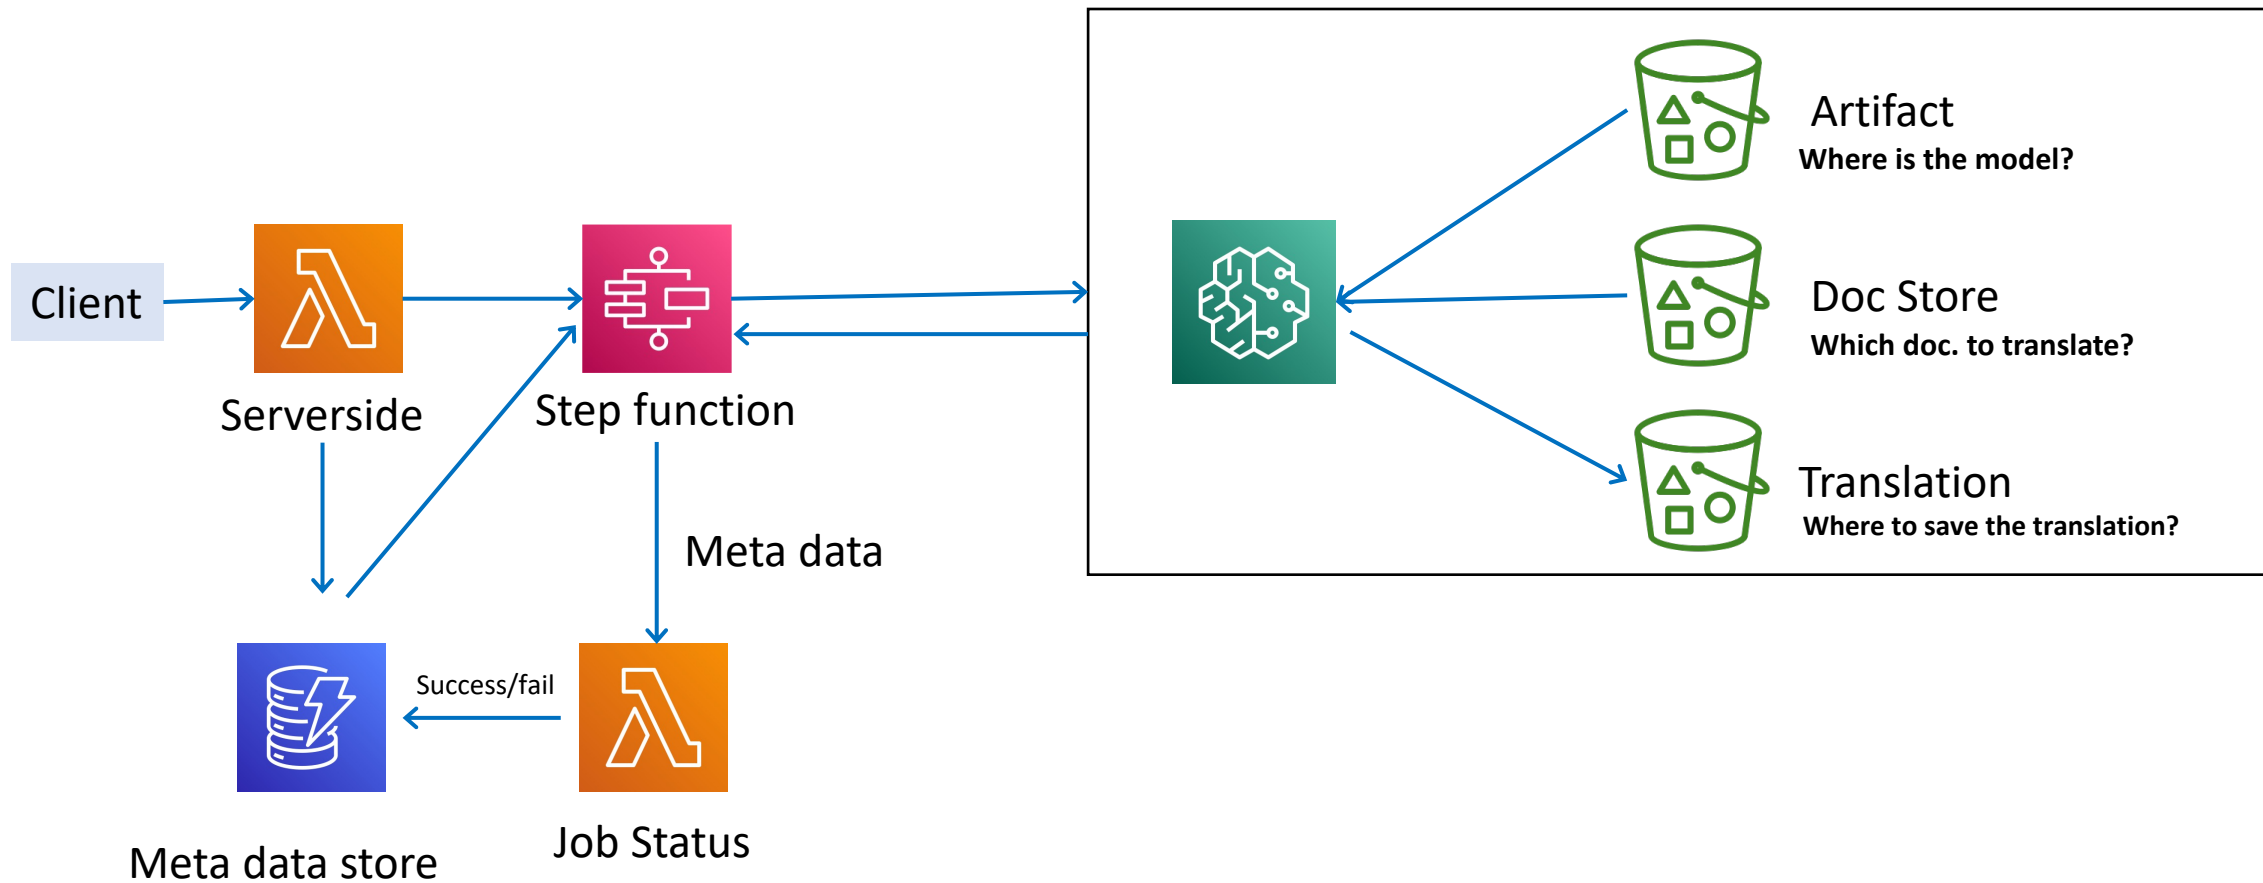 Client
Serverside
Step function
Meta data
Success/fail
Meta data store
Job Status
Artifact
Where is the model?
Doc Store
Which doc. to translate?
Translation
Where to save the translation?